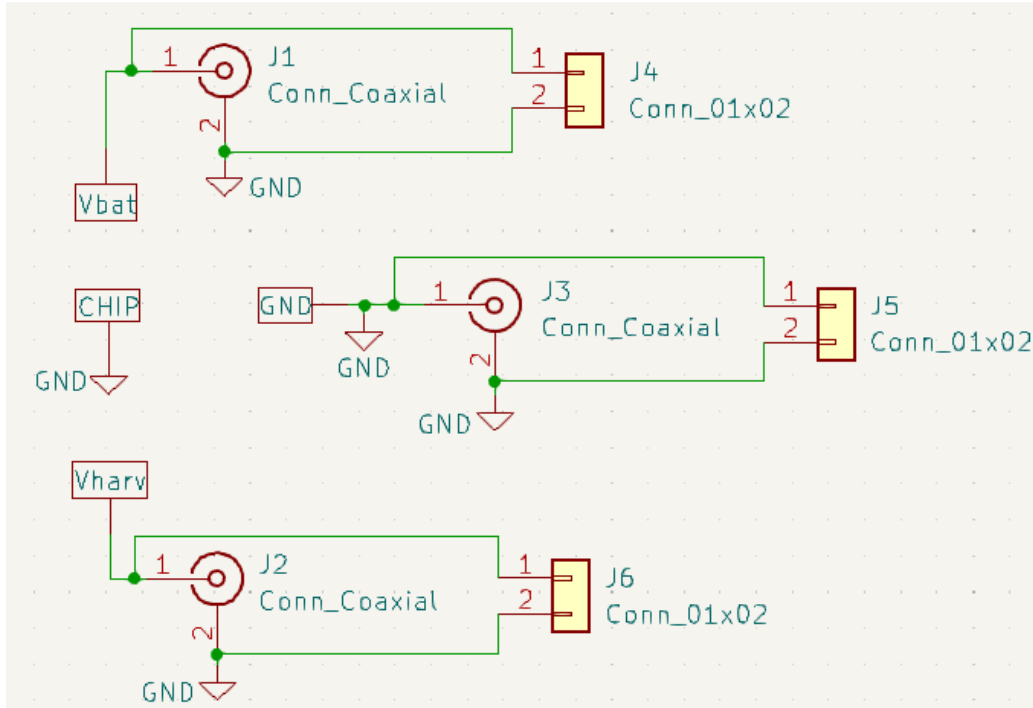 1
J1
Conn_Coaxial
2
GND
Vbat
1
2
J4
Conn_01x02
CHIP
GND
GND
GND
1
J3
Conn_Coaxial
2
GND
1
2
J5
Conn_01x02
Vharv
1
J2
Conn_Coaxial
2
GND
1
2
J6
Conn_01x02